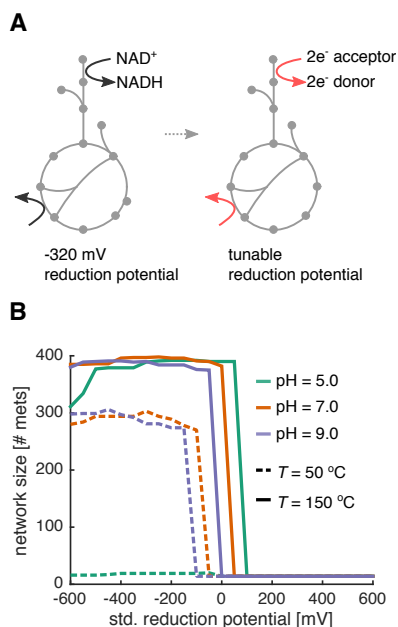 A
NAD⁺
NADH
2e⁻ acceptor
2e⁻ donor
-320 mV
reduction potential
tunable
reduction potential
B
network size [# mets]
400
300
200
100
0
-600
-400
-200
0
200
400
600
std. reduction potential [mV]
pH = 5.0
pH = 7.0
pH = 9.0
T = 50 °C
T = 150 °C